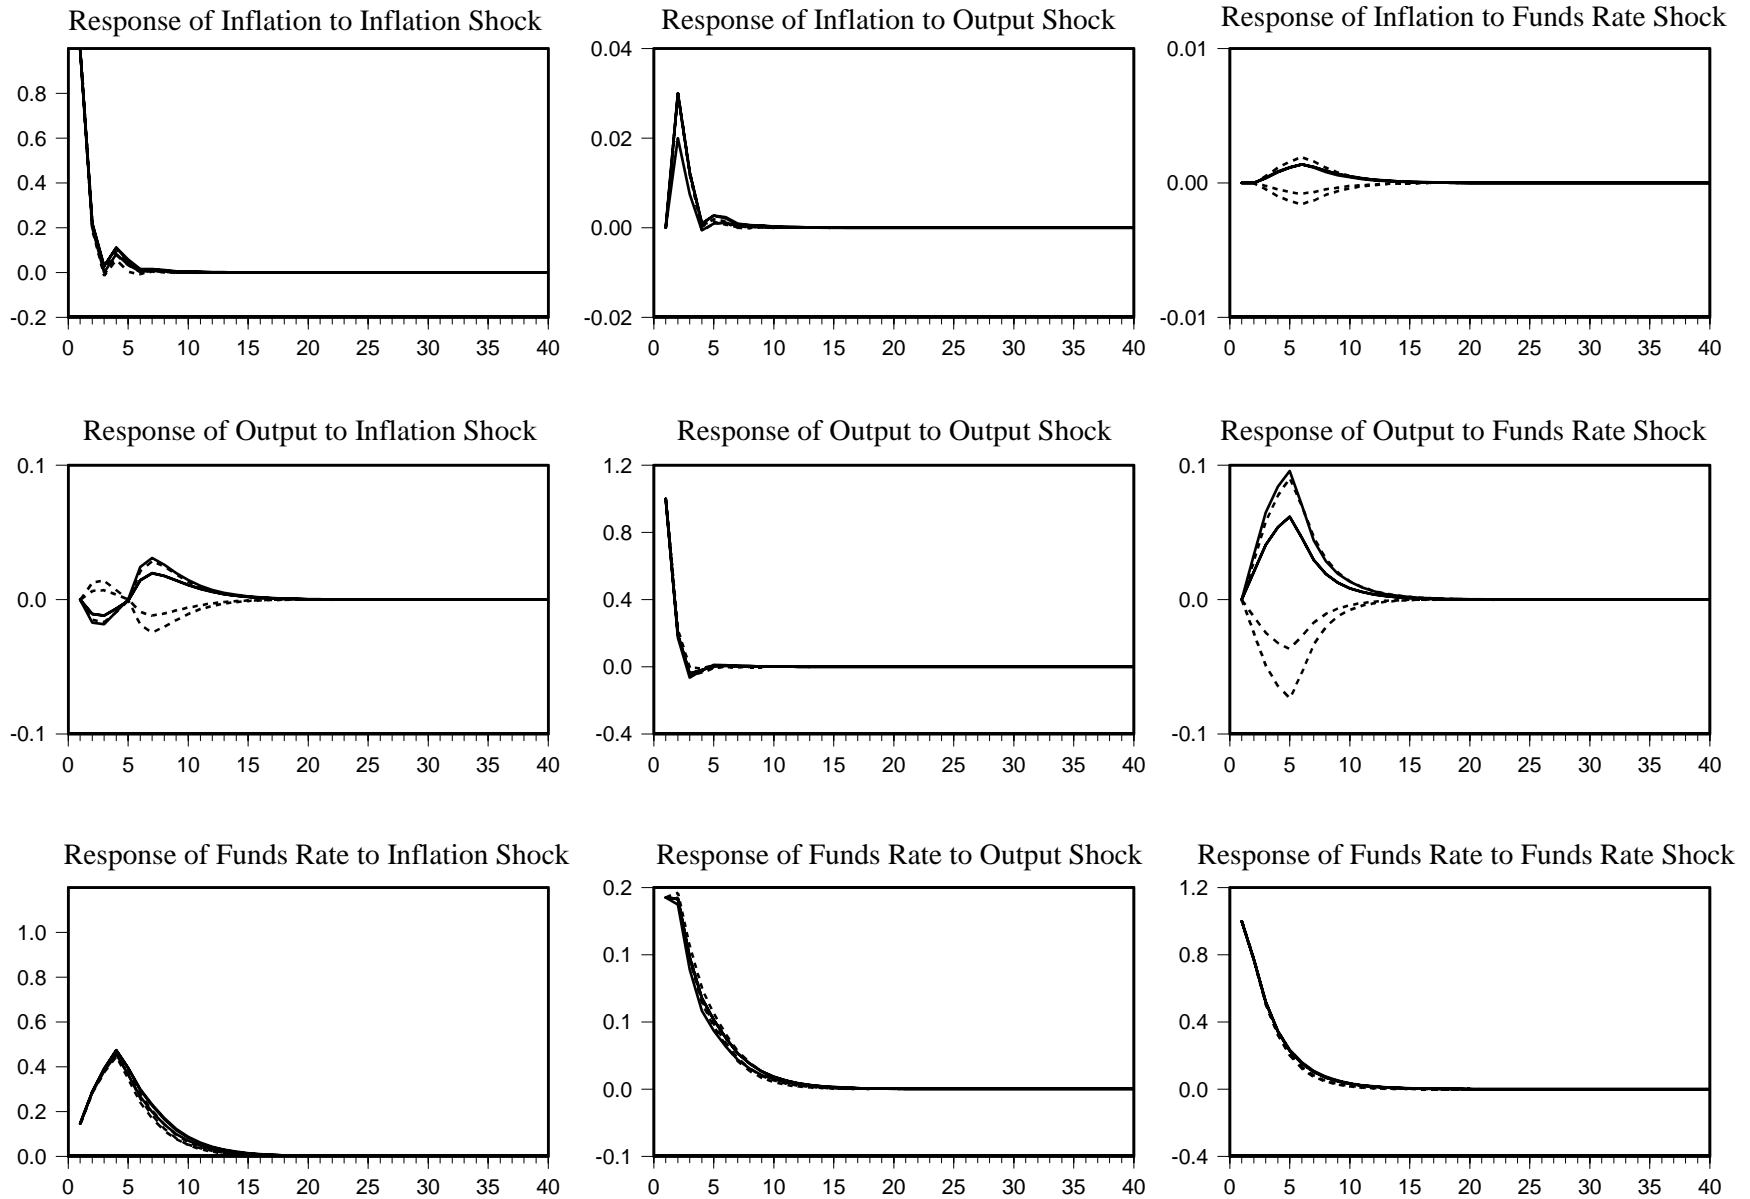 Response of Inflation to Inflation Shock
0.8
0.6
0.4
0.2
0.0
-0.2
0 5 10 15 20 25 30 35 40
Response of Inflation to Output Shock
0.04
0.02
0.00
-0.02
0 5 10 15 20 25 30 35 40
Response of Inflation to Funds Rate Shock
0.01
0.00
-0.01
0 5 10 15 20 25 30 35 40
Response of Output to Inflation Shock
0.1
0.0
-0.1
0 5 10 15 20 25 30 35 40
Response of Output to Output Shock
1.2
0.8
0.4
0.0
-0.4
0 5 10 15 20 25 30 35 40
Response of Output to Funds Rate Shock
0.1
0.0
-0.1
0 5 10 15 20 25 30 35 40
Response of Funds Rate to Inflation Shock
1.0
0.8
0.6
0.4
0.2
0.0
0 5 10 15 20 25 30 35 40
Response of Funds Rate to Output Shock
0.2
0.1
0.1
0.0
-0.1
0 5 10 15 20 25 30 35 40
Response of Funds Rate to Funds Rate Shock
1.2
0.8
0.4
0.0
-0.4
0 5 10 15 20 25 30 35 40